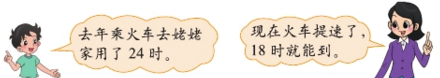 去年乘火车去姥姥
家用了 24 时。
现在火车提速了，
18 时就能到。